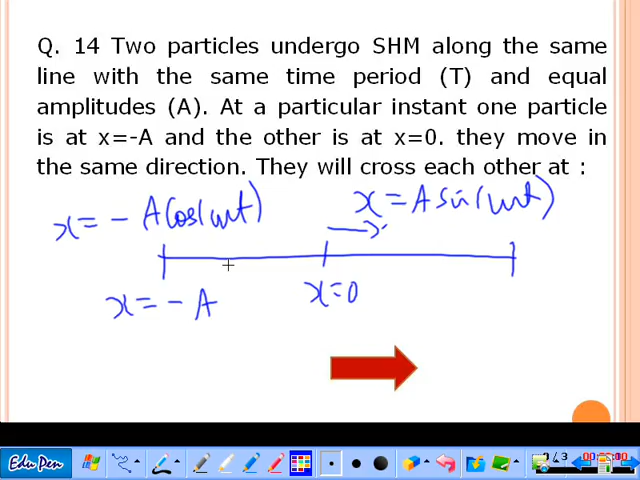 Q. 14 Two particles undergo SHM along the same
line with the same time period (T) and equal
amplitudes (A). At a particular instant one particle
is at x=-A and the other is at x=0. they move in
the same direction. They will cross each other at :
x = - A Cos(ωt)
x = A sin(ωt)
x = - A
x=0
Edu Pen
/ 3